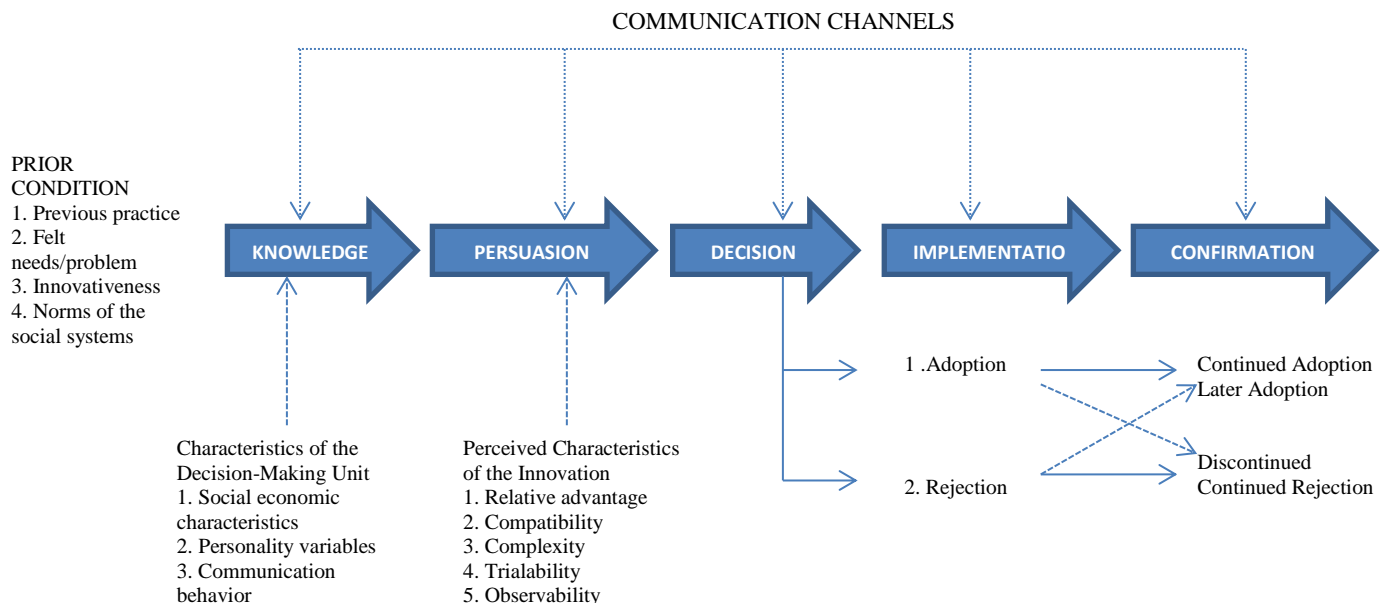 COMMUNICATION CHANNELS
PRIOR
CONDITION
1. Previous practice
2. Felt
needs/problem
3. Innovativeness
4. Norms of the
social systems
KNOWLEDGE
PERSUASION
DECISION
IMPLEMENTATIO
CONFIRMATION
1 .Adoption
Continued Adoption
Later Adoption
2. Rejection
Discontinued
Continued Rejection
Characteristics of the
Decision-Making Unit
1. Social economic
characteristics
2. Personality variables
3. Communication
behavior
Perceived Characteristics
of the Innovation
1. Relative advantage
2. Compatibility
3. Complexity
4. Trialability
5. Observability